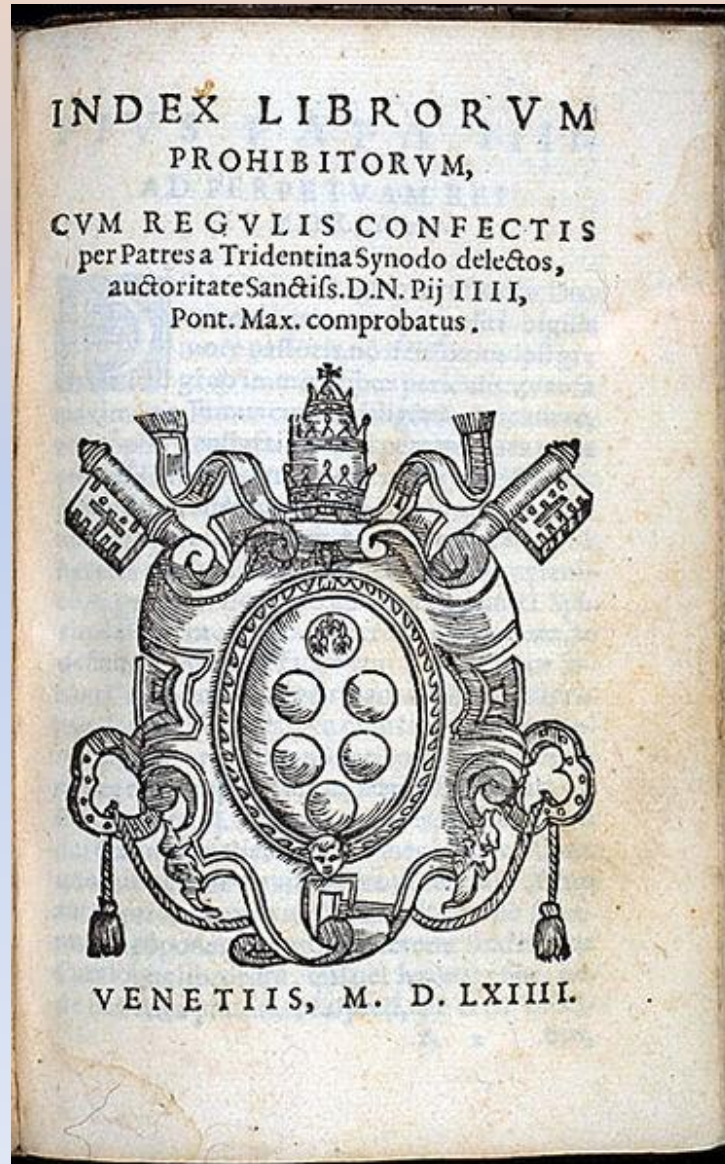 INDEX LIBRORVM
PROHIBITORVM,
CVM REGVLIS CONFECTIS
per Patres a Tridentina Synodo delectos,
auctoritate Sanctiſs. D. N. Pij IIII,
Pont. Max. comprobatus.
VENETIIS, M. D. LXIIII.